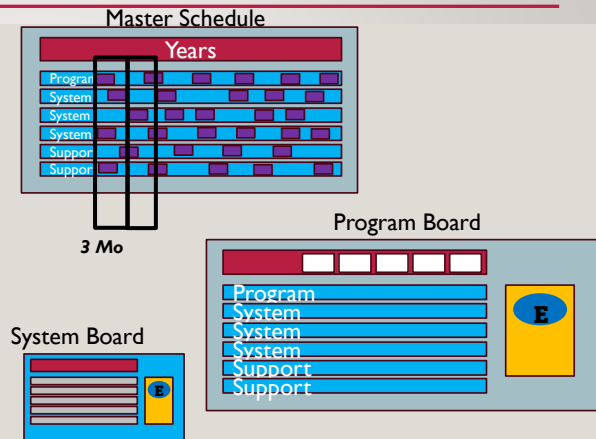 Master Schedule
Years
Program
System
System
System
Suppor
Suppor
3 Mo
Program Board
Program
System
System
System
Support
Support
E
System Board
E